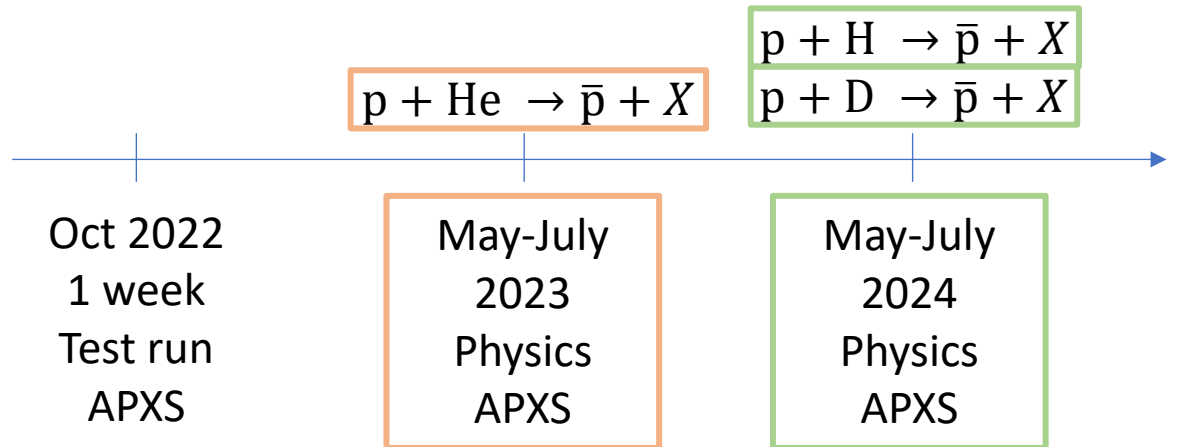 p + H → p̄ + X
p + He → p̄ + X
p + D → p̄ + X
Oct 2022
1 week
Test run
APXS
May-July
2023
Physics
APXS
May-July
2024
Physics
APXS